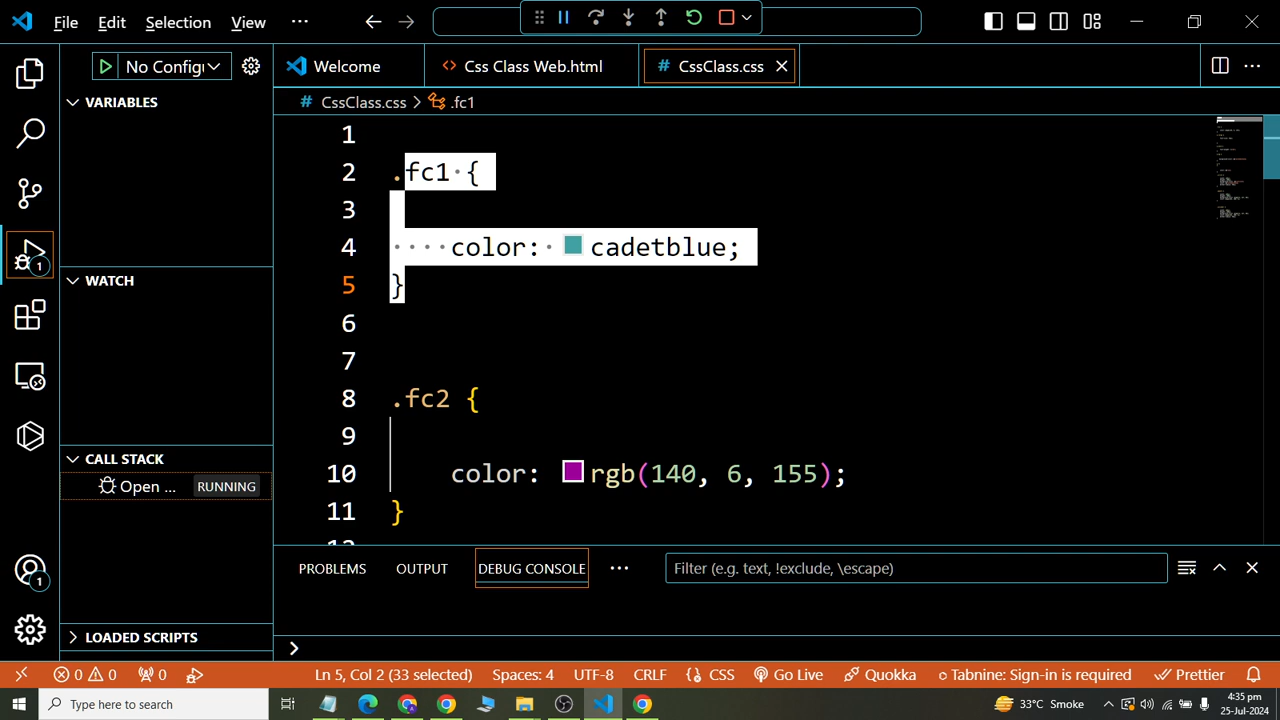 File Edit Selection View ···
No Config
Welcome
Css Class Web.html
CssClass.css
CssClass.css > .fc1
VARIABLES
WATCH
CALL STACK
Open ... RUNNING
LOADED SCRIPTS
1
2 .fc1 {
3
4 color: cadetblue;
5 }
6
7
8 .fc2 {
9
10 color: rgb(140, 6, 155);
11 }
PROBLEMS OUTPUT DEBUG CONSOLE ···
Filter (e.g. text, !exclude, \escape)
1
1
0 0 0 Ln 5, Col 2 (33 selected) Spaces: 4 UTF-8 CRLF { } CSS Go Live Quokka Tabnine: Sign-in is required Prettier
Type here to search
33°C Smoke
4:35 pm
25-Jul-2024